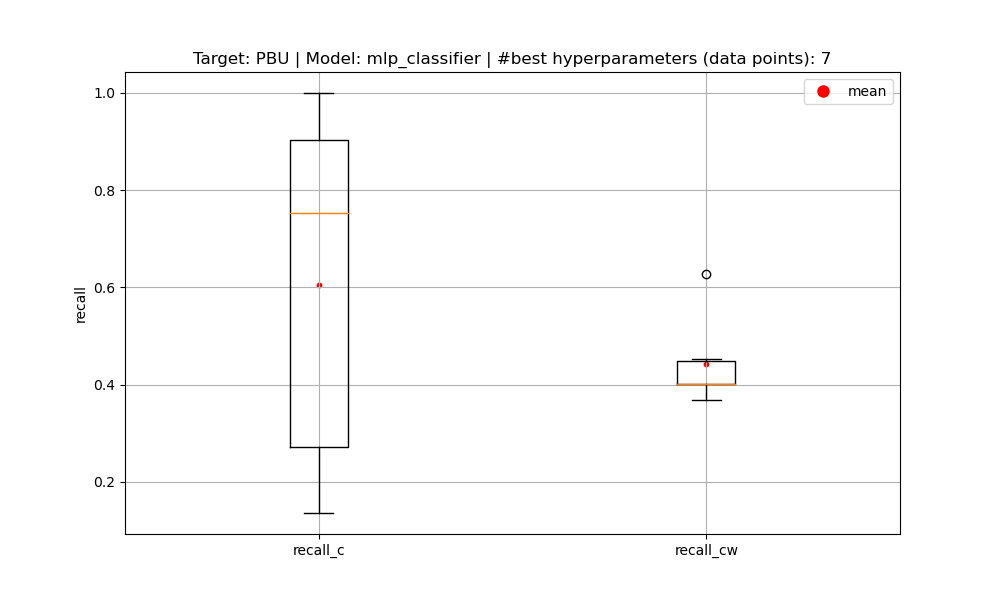 Target: PBU | Model: mlp_classifier | #best hyperparameters (data points): 7
mean
1.0
0.8
0.6
0.4
0.2
recall
recall_c
recall_cw